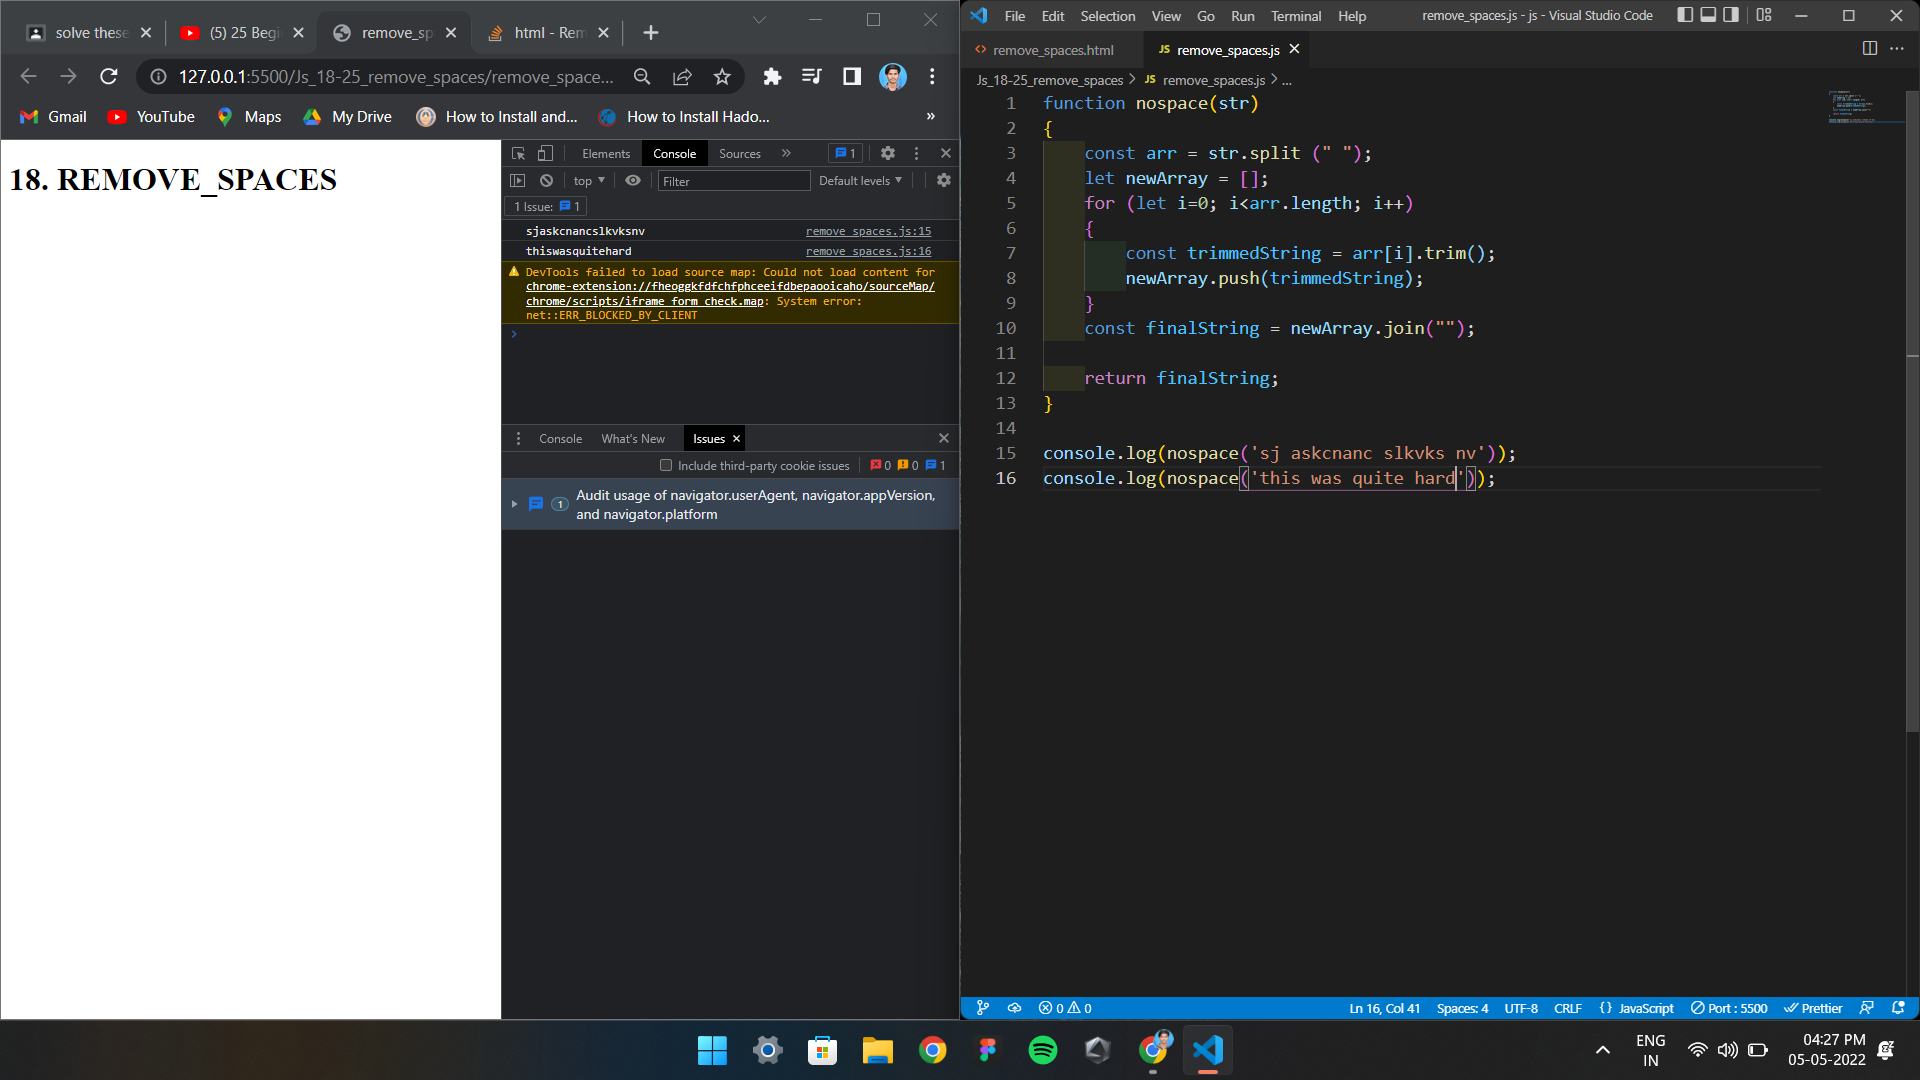 solve these
(5) 25 Begi
remove_sp
html - Rem
127.0.0.1:5500/Js_18-25_remove_spaces/remove_space...
Gmail
YouTube
Maps
My Drive
How to Install and...
How to Install Hado...
»
18. REMOVE_SPACES
Elements
Console
Sources
»
1
top
Filter
Default levels
1 Issue: 1
sjaskcnancslkvksnv remove_spaces.js:15
thiswasquitehard remove_spaces.js:16
DevTools failed to load source map: Could not load content for
chrome-extension://fheoggkfdfchfphceeifdbepaooicaho/sourceMap/
chrome/scripts/iframe_form_check.map: System error:
net::ERR_BLOCKED_BY_CLIENT
Console
What's New
Issues
Include third-party cookie issues
0 0 1
1
Audit usage of navigator.userAgent, navigator.appVersion,
and navigator.platform
File Edit Selection View Go Run Terminal Help
remove_spaces.js - js - Visual Studio Code
remove_spaces.html
JS remove_spaces.js
Js_18-25_remove_spaces > JS remove_spaces.js > ...
1 function nospace(str)
2 {
3 const arr = str.split (" ");
4 let newArray = [];
5 for (let i=0; i<arr.length; i++)
6 {
7 const trimmedString = arr[i].trim();
8 newArray.push(trimmedString);
9 }
10 const finalString = newArray.join("");
11
12 return finalString;
13 }
14
15 console.log(nospace('sj askcnanc slkvks nv'));
16 console.log(nospace('this was quite hard'));
0 0
Ln 16, Col 41
Spaces: 4
UTF-8
CRLF
{ } JavaScript
Port : 5500
Prettier
ENG
IN
04:27 PM
05-05-2022